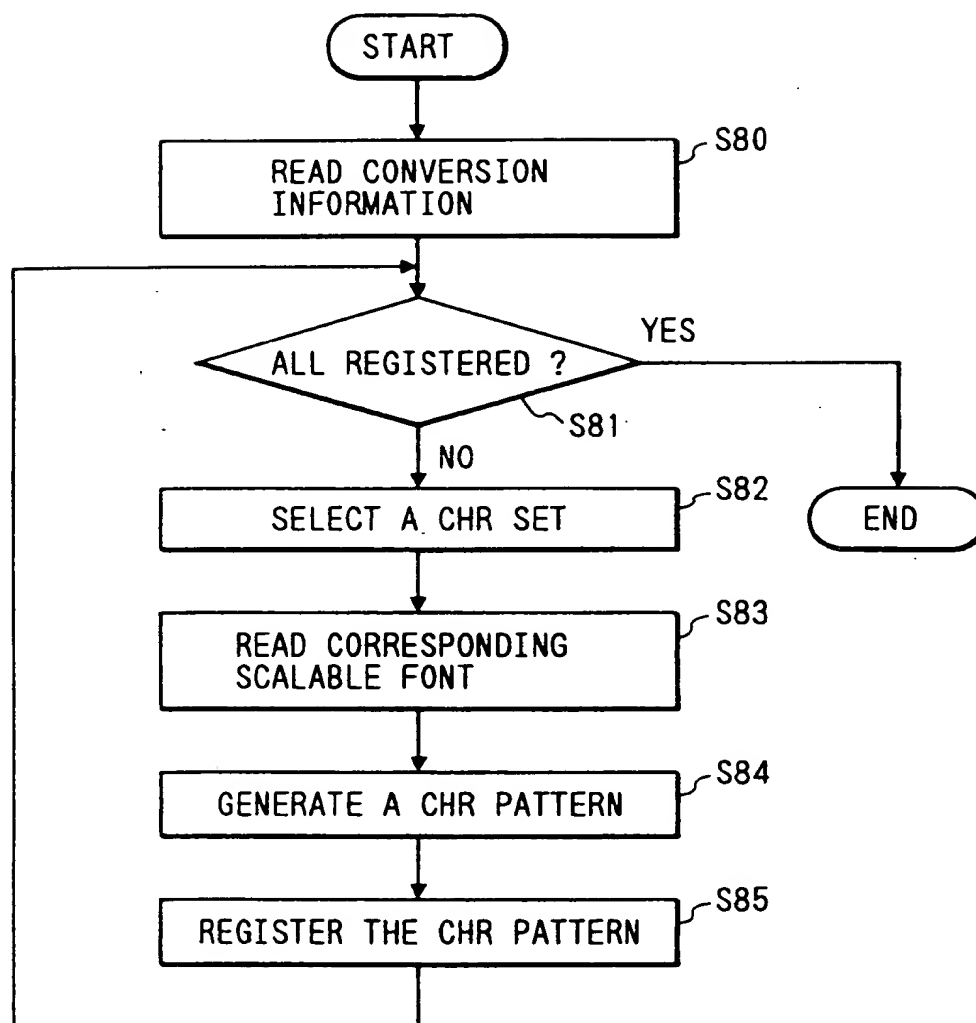 START
S80
READ CONVERSION
INFORMATION
YES
ALL REGISTERED ?
S81
NO
S82
SELECT A CHR SET
END
S83
READ CORRESPONDING
SCALABLE FONT
S84
GENERATE A CHR PATTERN
S85
REGISTER THE CHR PATTERN